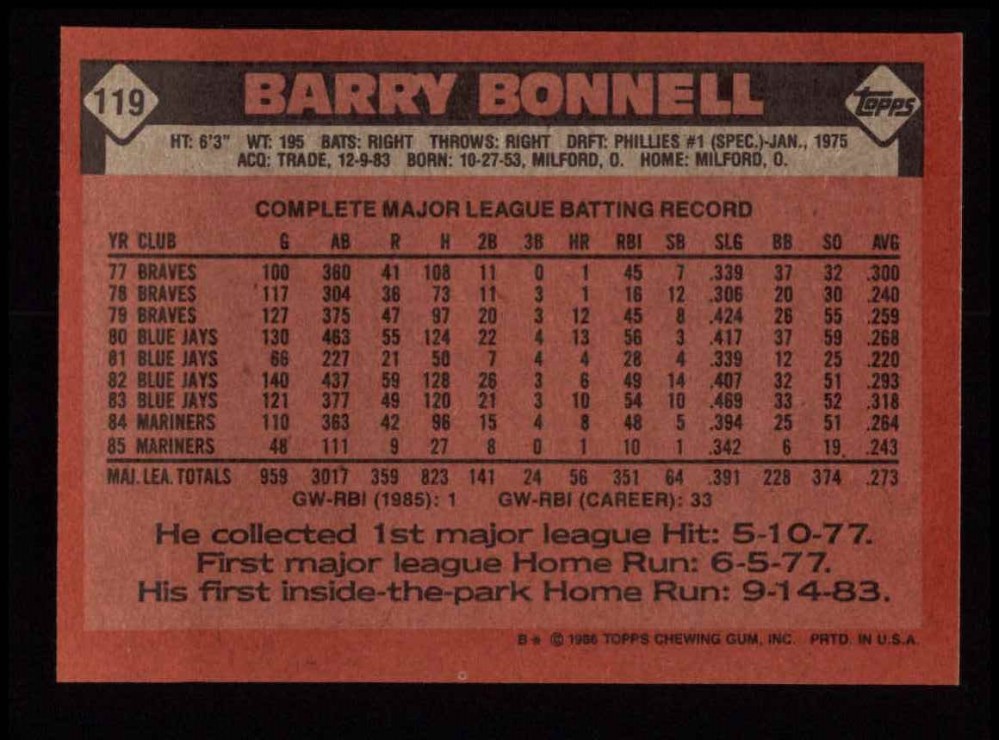 119 BARRY BONNELL Topps
HT: 6'3" WT: 195 BATS: RIGHT THROWS: RIGHT DRFT: PHILLIES #1 (SPEC.)-JAN., 1975
ACQ: TRADE, 12-9-83 BORN: 10-27-53, MILFORD, O. HOME: MILFORD, O.
COMPLETE MAJOR LEAGUE BATTING RECORD
YR CLUB G AB R H 2B 3B HR RBI SB SLG BB SO AVG
77 BRAVES 100 360 41 108 11 0 1 45 7 .339 37 32 .300
78 BRAVES 117 304 36 73 11 3 1 16 12 .306 20 30 .240
79 BRAVES 127 375 47 97 20 3 12 45 8 .424 26 55 .259
80 BLUE JAYS 130 463 55 124 22 4 13 56 3 .417 37 59 .268
81 BLUE JAYS 66 227 21 50 7 4 4 28 4 .339 12 25 .220
82 BLUE JAYS 140 437 59 128 26 3 6 49 14 .407 32 51 .293
83 BLUE JAYS 121 377 49 120 21 3 10 54 10 .469 33 52 .318
84 MARINERS 110 363 42 96 15 4 8 48 5 .394 25 51 .264
85 MARINERS 48 111 9 27 8 0 1 10 1 .342 6 19 .243
MAJ. LEA. TOTALS 959 3017 359 823 141 24 56 351 64 .391 228 374 .273
GW-RBI (1985): 1 GW-RBI (CAREER): 33
He collected 1st major league Hit: 5-10-77.
First major league Home Run: 6-5-77.
His first inside-the-park Home Run: 9-14-83.
B* © 1986 TOPPS CHEWING GUM, INC. PRTD. IN U.S.A.